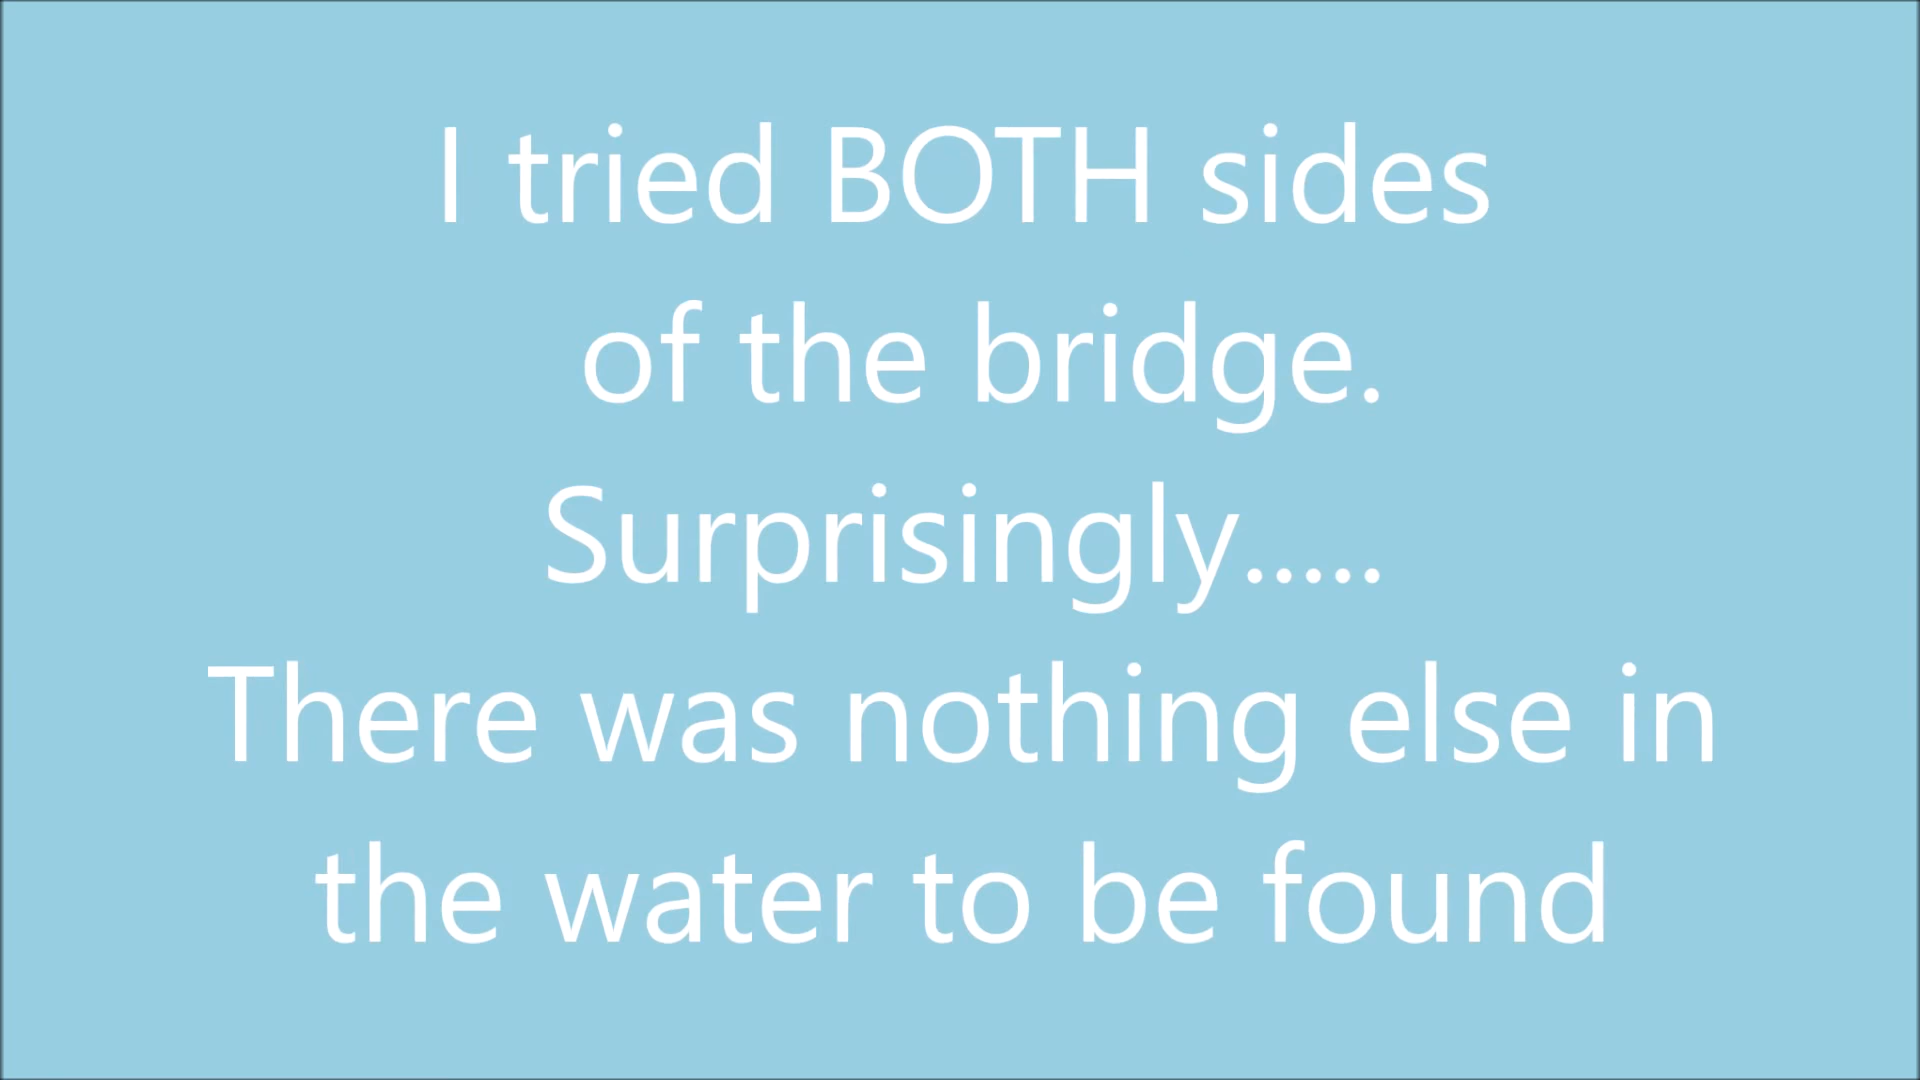 I tried BOTH sides
of the bridge.
Surprisingly.....
There was nothing else in
the water to be found